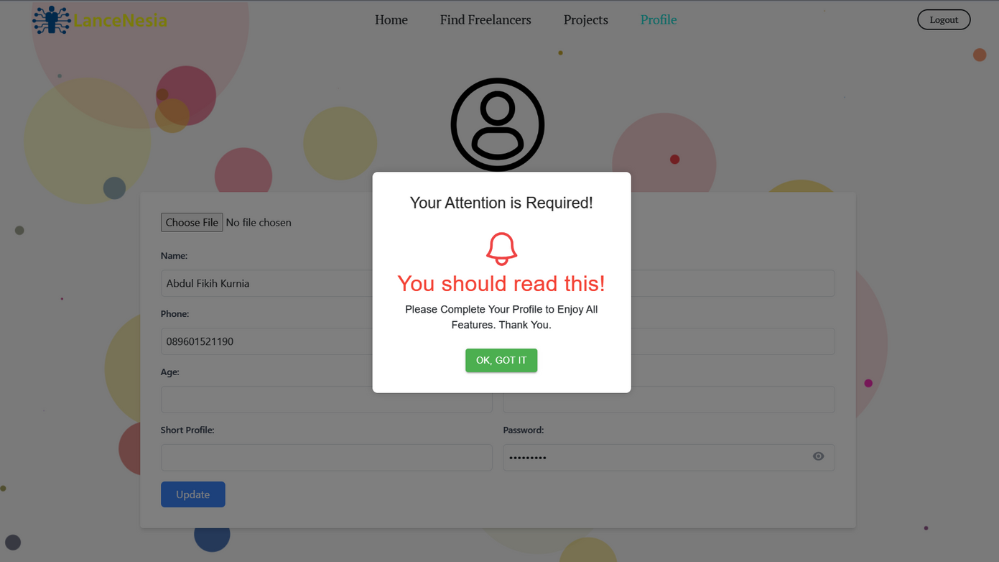 LanceNesia
Home Find Freelancers Projects Profile
Logout
Your Attention is Required!
You should read this!
Please Complete Your Profile to Enjoy All
Features. Thank You.
OK, GOT IT
Choose File No file chosen
Name:
Abdul Fikih Kurnia
Phone:
089601521190
Age:
Short Profile:
Password:
•••••••••
Update